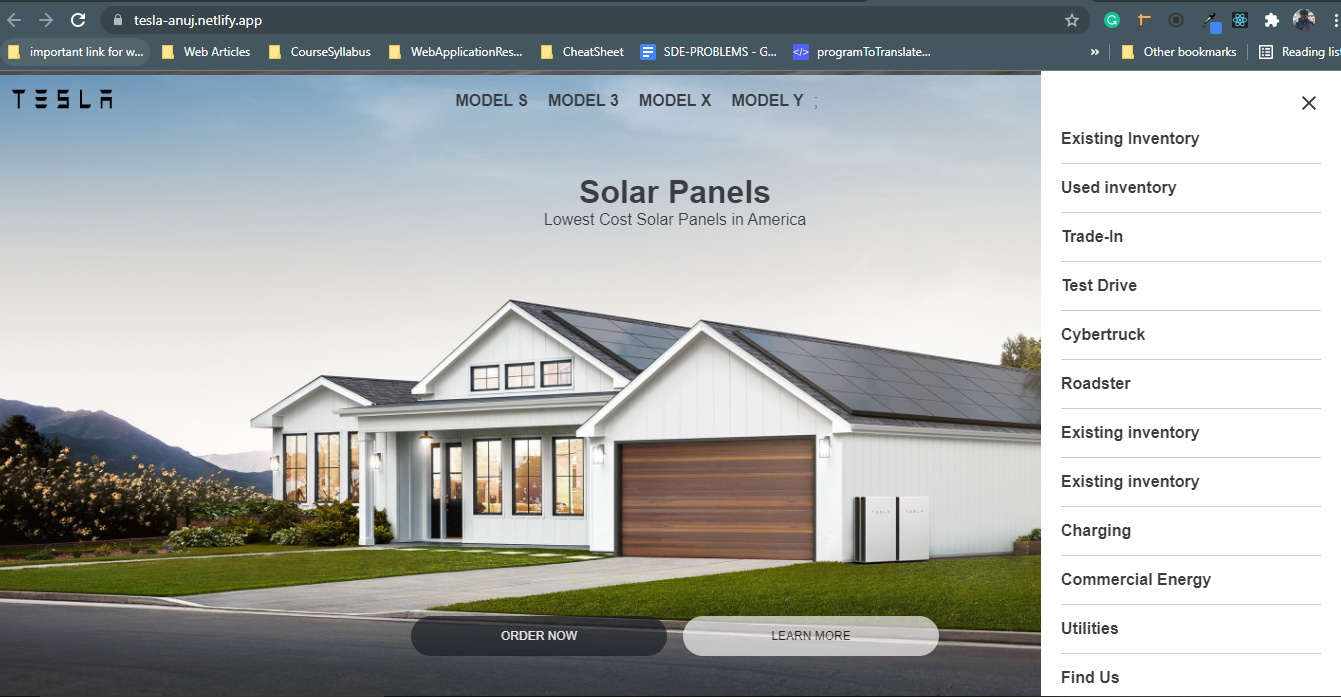 tesla-anuj.netlify.app
important link for w... Web Articles CourseSyllabus WebApplicationRes... CheatSheet SDE-PROBLEMS - G... </> programToTranslate... » Other bookmarks Reading list
TESLA MODEL S MODEL 3 MODEL X MODEL Y ;
Solar Panels
Lowest Cost Solar Panels in America
TESLA TESLA
ORDER NOW LEARN MORE
Existing Inventory
Used inventory
Trade-In
Test Drive
Cybertruck
Roadster
Existing inventory
Existing inventory
Charging
Commercial Energy
Utilities
Find Us